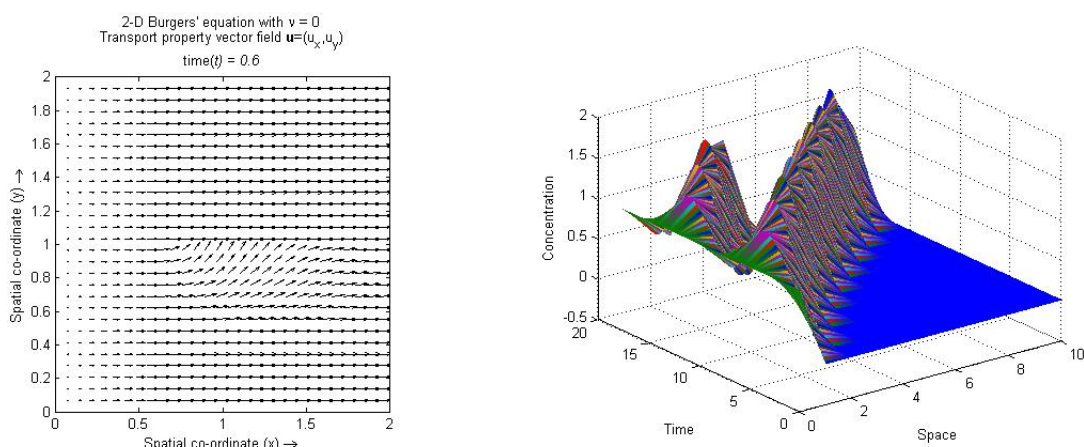 2-D Burgers' equation with ν = 0
Transport property vector field u=(u_x,u_y)
time(t) = 0.6
2
1.8
1.6
1.4
1.2
1
0.8
0.6
0.4
0.2
0
Spatial co-ordinate (y) →
0 0.5 1 1.5 2
Spatial co-ordinate (x) →
2
1.5
1
0.5
0
-0.5
Concentration
20 15 10 5 0
Time
0 2 4 6 8 10
Space